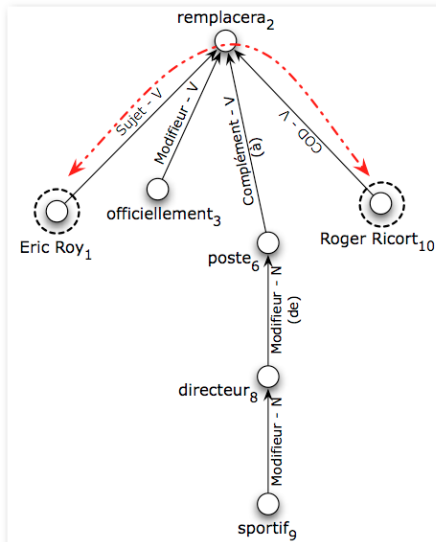 remplacera2
Sujet - V
Modifieur - V
Complément - V
(à)
COD - V
Eric Roy1
officiellement3
Roger Ricort10
poste6
Modifieur - N
(de)
directeur8
Modifieur - N
sportif9